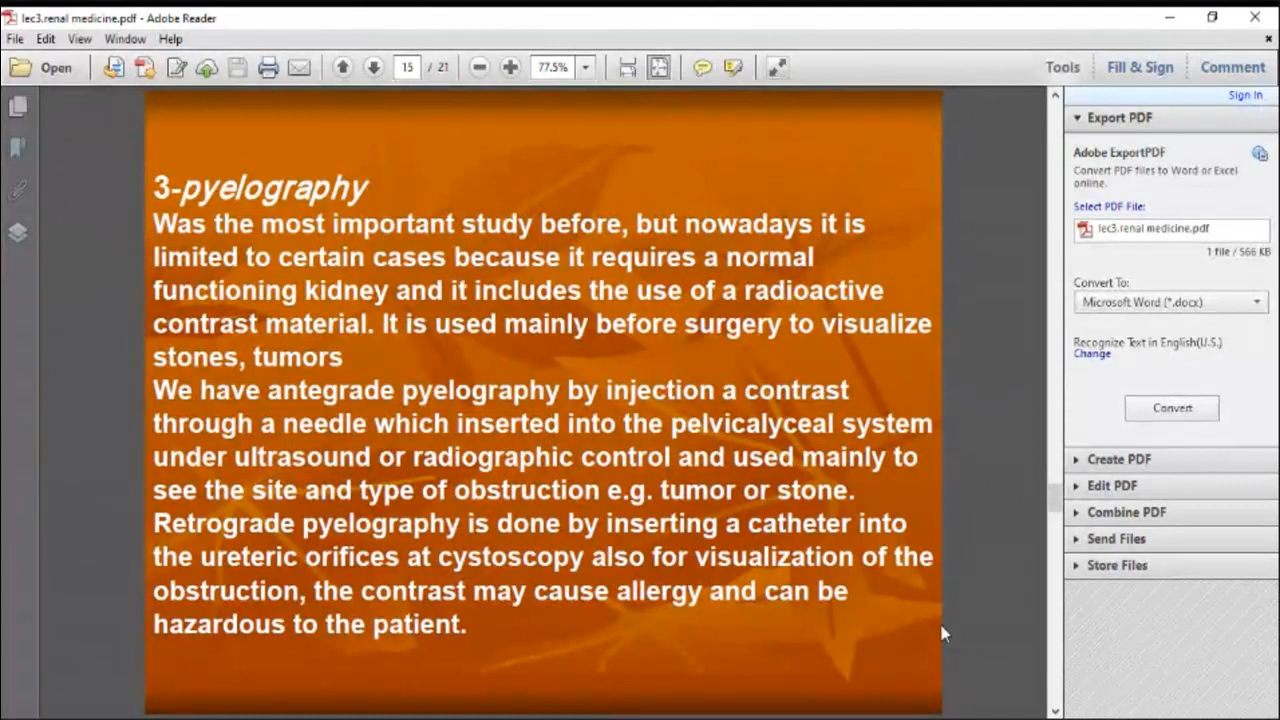 lec3.renal medicine.pdf - Adobe Reader
File Edit View Window Help
Open 15 / 21 77.5% Tools Fill & Sign Comment
Sign In
Export PDF
Adobe ExportPDF
Convert PDF files to Word or Excel
online.
Select PDF File:
lec3.renal medicine.pdf
1 file / 566 KB
Convert To:
Microsoft Word (*.docx)
Recognize Text in English(U.S.)
Change
Convert
Create PDF
Edit PDF
Combine PDF
Send Files
Store Files
3-pyelography
Was the most important study before, but nowadays it is
limited to certain cases because it requires a normal
functioning kidney and it includes the use of a radioactive
contrast material. It is used mainly before surgery to visualize
stones, tumors
We have antegrade pyelography by injection a contrast
through a needle which inserted into the pelvicalyceal system
under ultrasound or radiographic control and used mainly to
see the site and type of obstruction e.g. tumor or stone.
Retrograde pyelography is done by inserting a catheter into
the ureteric orifices at cystoscopy also for visualization of the
obstruction, the contrast may cause allergy and can be
hazardous to the patient.